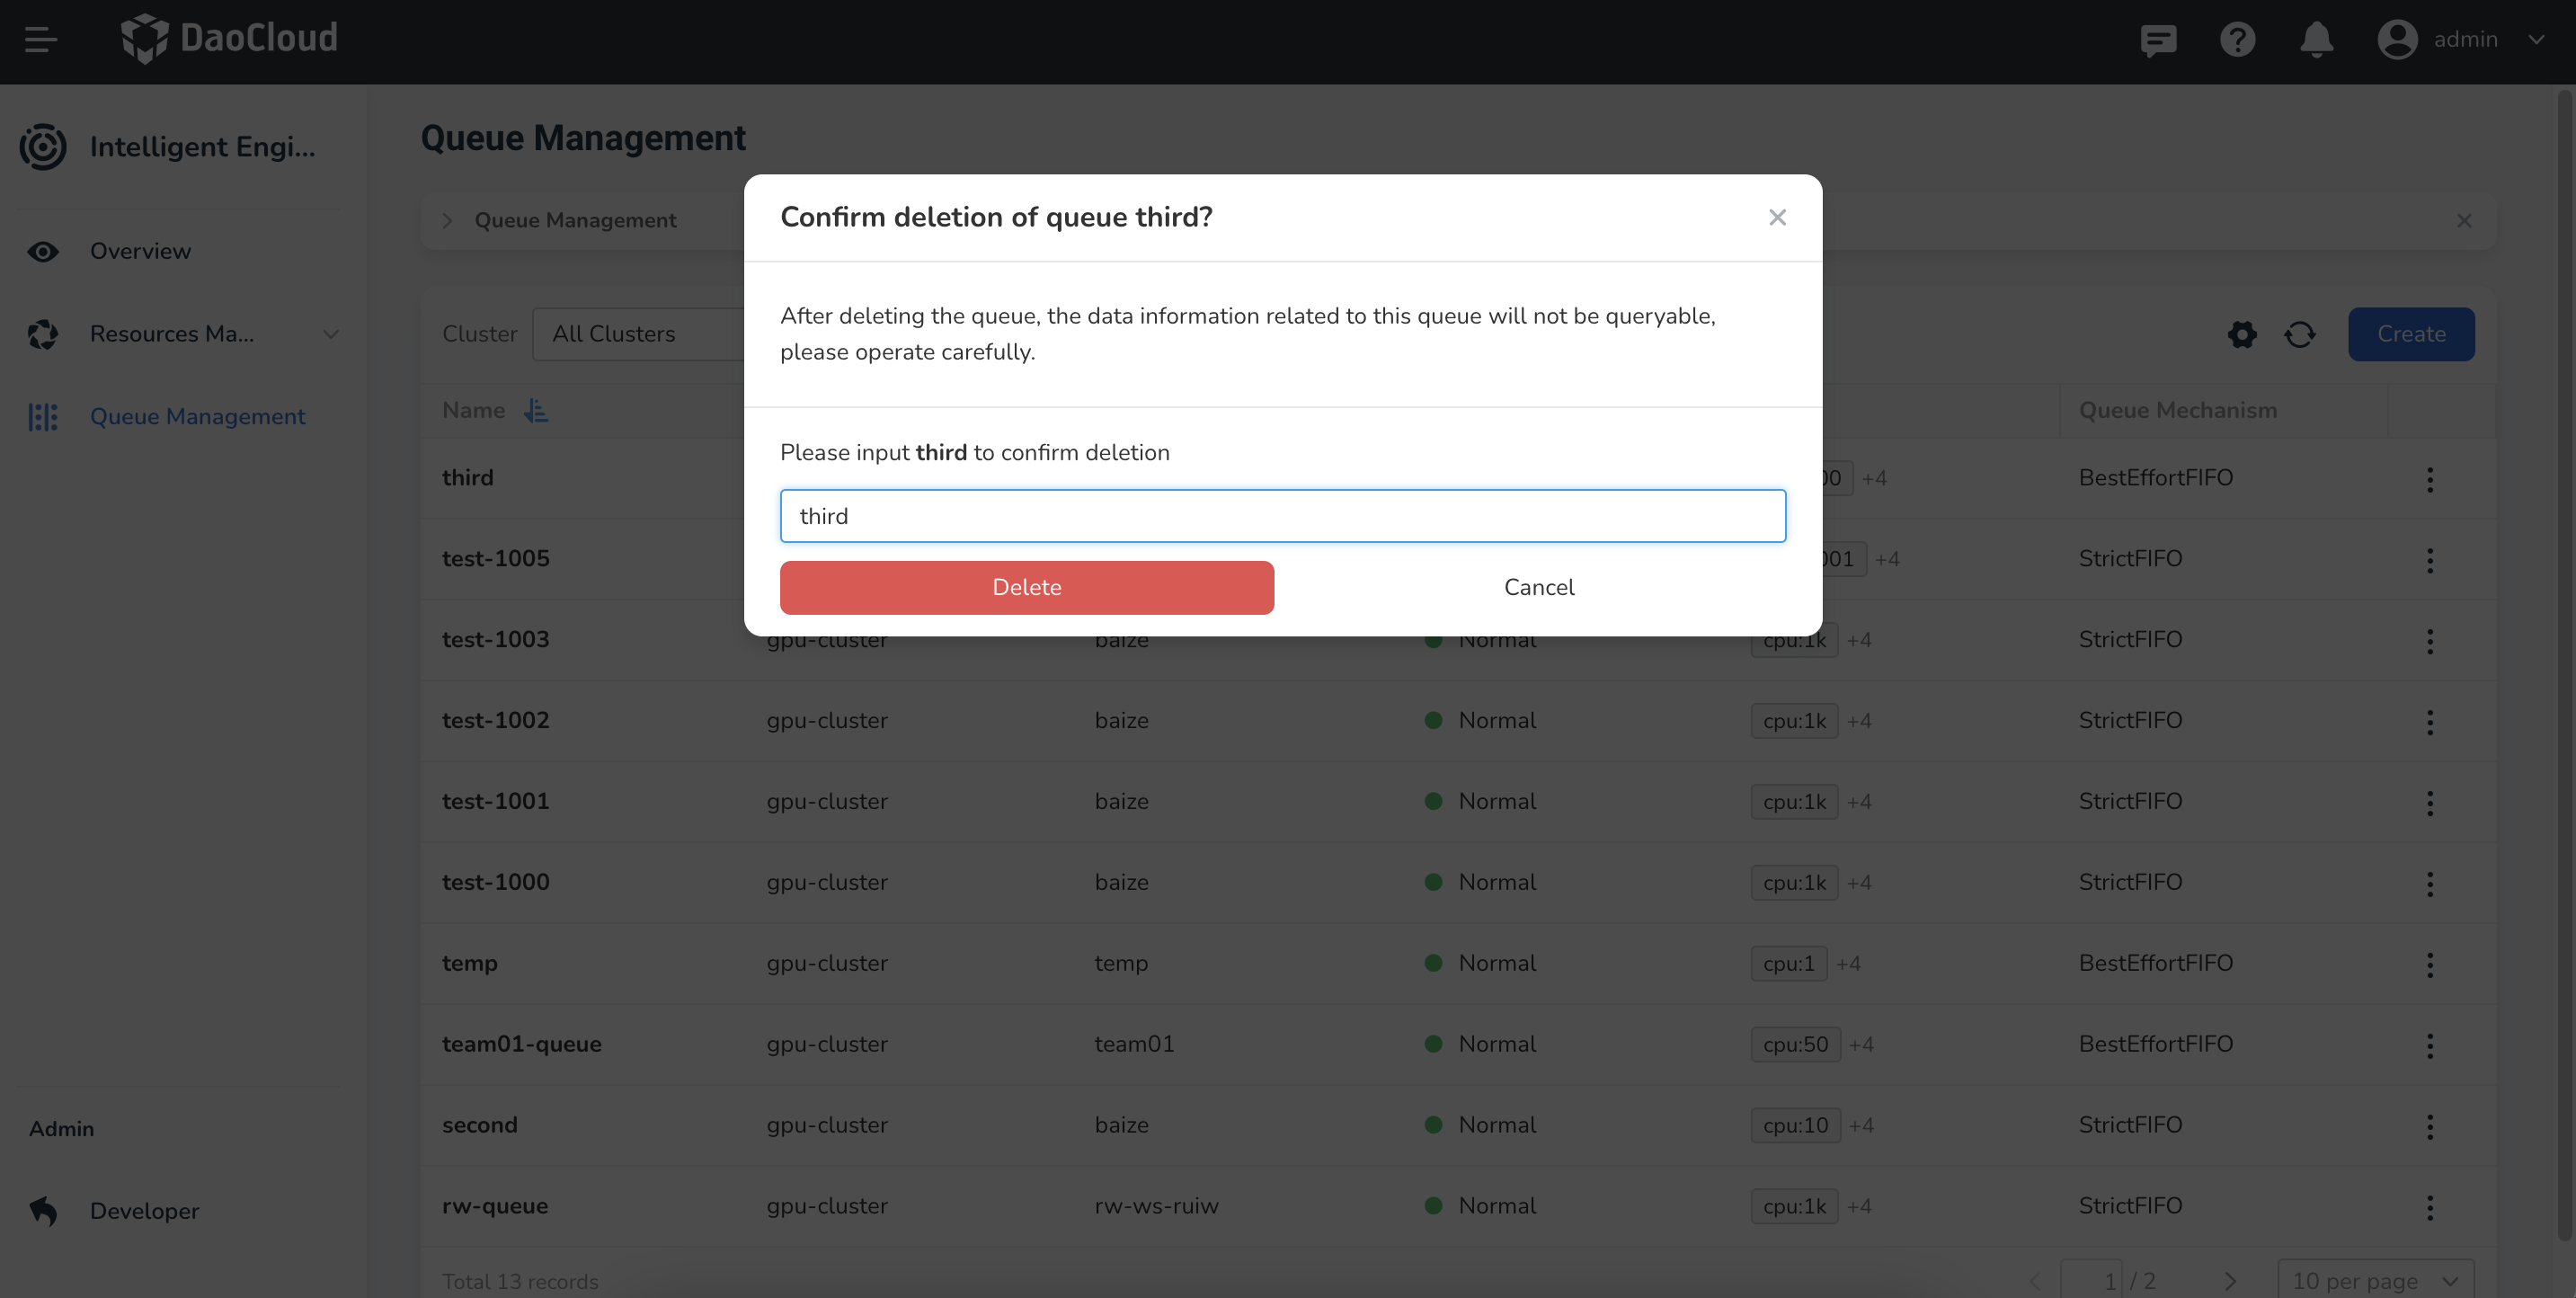 DaoCloud
admin
Intelligent Engi...
Overview
Resources Ma...
Queue Management
Admin
Developer
Queue Management
Queue Management
Confirm deletion of queue third?
After deleting the queue, the data information related to this queue will not be queryable,
please operate carefully.
Please input third to confirm deletion
third
Delete
Cancel
Cluster
All Clusters
Create
Name
Queue Mechanism
third +4 BestEffortFIFO
test-1005 +4 StrictFIFO
test-1003 gpu-cluster baize Normal cpu:1k +4 StrictFIFO
test-1002 gpu-cluster baize Normal cpu:1k +4 StrictFIFO
test-1001 gpu-cluster baize Normal cpu:1k +4 StrictFIFO
test-1000 gpu-cluster baize Normal cpu:1k +4 StrictFIFO
temp gpu-cluster temp Normal cpu:1 +4 BestEffortFIFO
team01-queue gpu-cluster team01 Normal cpu:50 +4 BestEffortFIFO
second gpu-cluster baize Normal cpu:10 +4 StrictFIFO
rw-queue gpu-cluster rw-ws-ruiw Normal cpu:1k +4 StrictFIFO
Total 13 records
1 / 2
10 per page